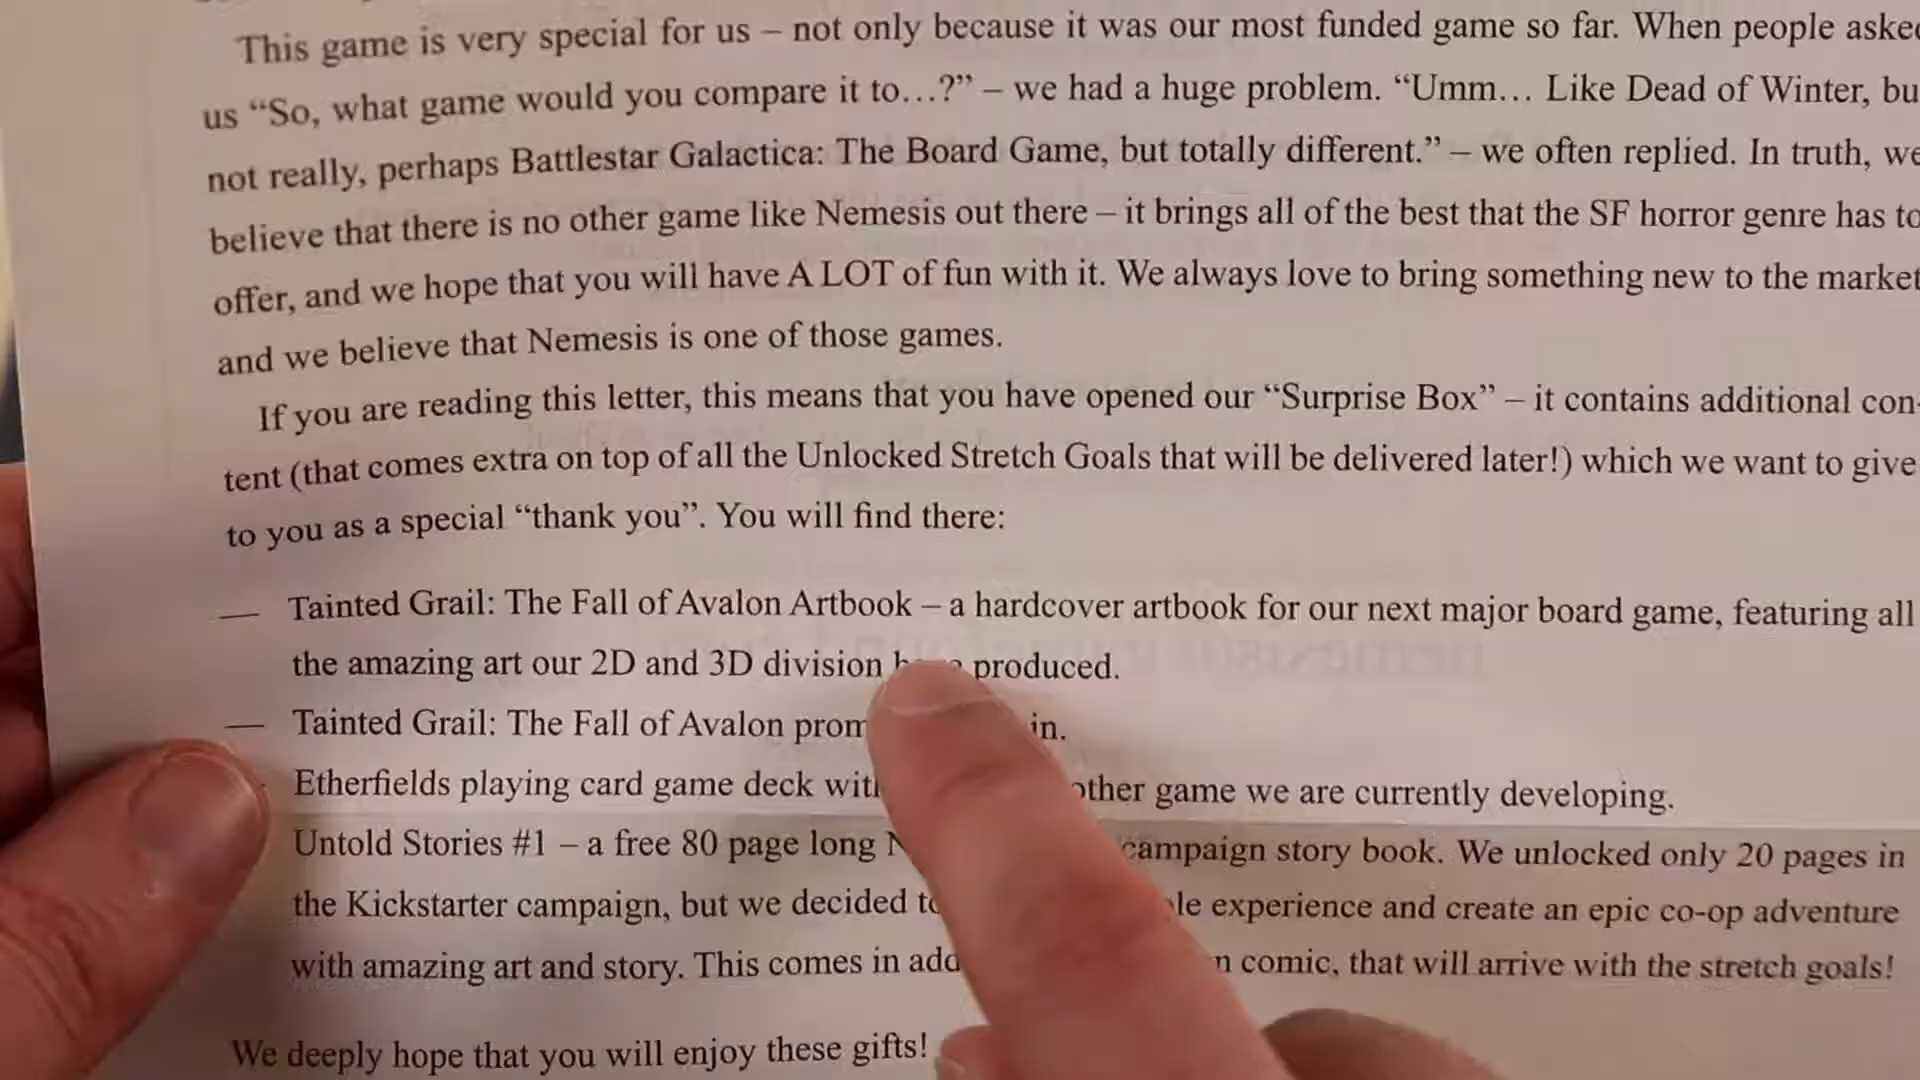 This game is very special for us – not only because it was our most funded game so far. When people asked
us “So, what game would you compare it to…?” – we had a huge problem. “Umm… Like Dead of Winter, bu
not really, perhaps Battlestar Galactica: The Board Game, but totally different.” – we often replied. In truth, we
believe that there is no other game like Nemesis out there – it brings all of the best that the SF horror genre has to
offer, and we hope that you will have A LOT of fun with it. We always love to bring something new to the market
and we believe that Nemesis is one of those games.
If you are reading this letter, this means that you have opened our “Surprise Box” – it contains additional con-
tent (that comes extra on top of all the Unlocked Stretch Goals that will be delivered later!) which we want to give
to you as a special “thank you”. You will find there:
— Tainted Grail: The Fall of Avalon Artbook – a hardcover artbook for our next major board game, featuring all
the amazing art our 2D and 3D division produced.
— Tainted Grail: The Fall of Avalon prom in.
Etherfields playing card game deck with other game we are currently developing.
Untold Stories #1 – a free 80 page long campaign story book. We unlocked only 20 pages in
the Kickstarter campaign, but we decided to experience and create an epic co-op adventure
with amazing art and story. This comes in add comic, that will arrive with the stretch goals!
We deeply hope that you will enjoy these gifts!